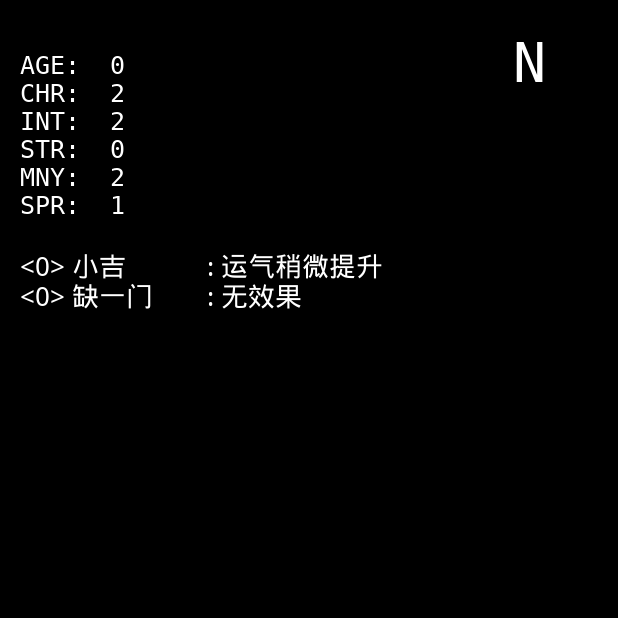 N
AGE: 0
CHR: 2
INT: 2
STR: 0
MNY: 2
SPR: 1
<O> 小吉 : 运气稍微提升
<O> 缺一门 : 无效果